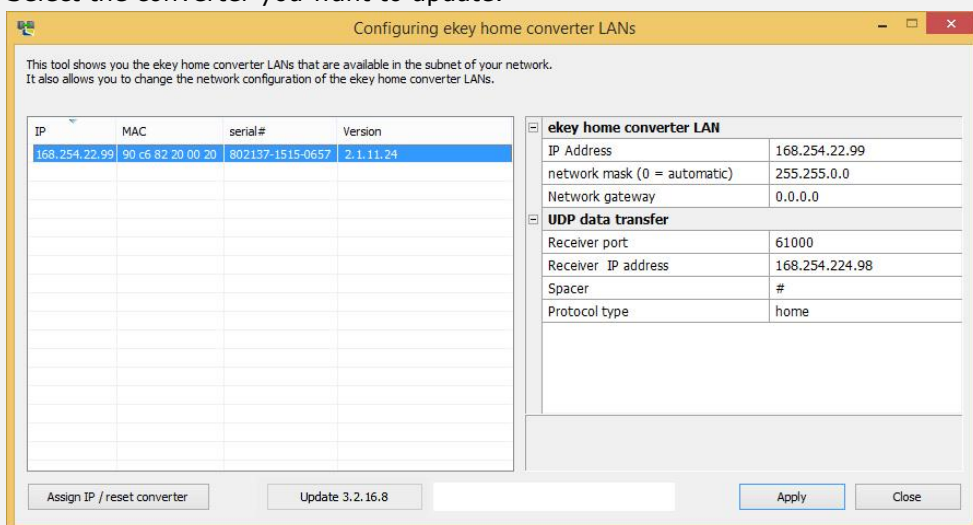 Select the converter you want to update.
Configuring ekey home converter LANs
This tool shows you the ekey home converter LANs that are available in the subnet of your network.
It also allows you to change the network configuration of the ekey home converter LANs.
IP MAC serial# Version
168.254.22.99 90 c6 82 20 00 20 802137-1515-0657 2.1.11.24
ekey home converter LAN
IP Address 168.254.22.99
network mask (0 = automatic) 255.255.0.0
Network gateway 0.0.0.0
UDP data transfer
Receiver port 61000
Receiver IP address 168.254.224.98
Spacer #
Protocol type home
Assign IP / reset converter Update 3.2.16.8 Apply Close